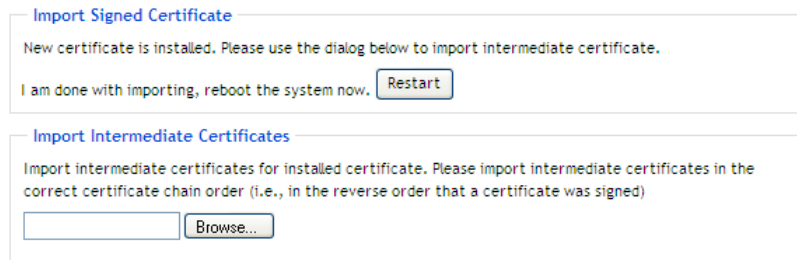 Import Signed Certificate
New certificate is installed. Please use the dialog below to import intermediate certificate.
I am done with importing, reboot the system now. Restart
Import Intermediate Certificates
Import intermediate certificates for installed certificate. Please import intermediate certificates in the
correct certificate chain order (i.e., in the reverse order that a certificate was signed)
Browse...